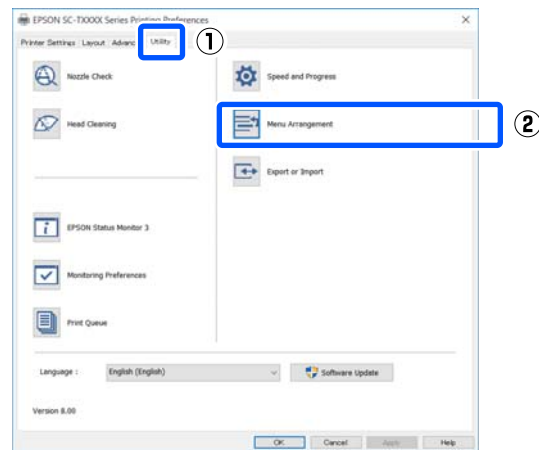 EPSON SC-TXXXX Series Printing Preferences
Printer Settings Layout Advanc Utility
①
Nozzle Check
Speed and Progress
Head Cleaning
Menu Arrangement
②
Export or Import
EPSON Status Monitor 3
Monitoring Preferences
Print Queue
Language :
English (English)
Software Update
Version 8.00
OK Cancel Apply Help